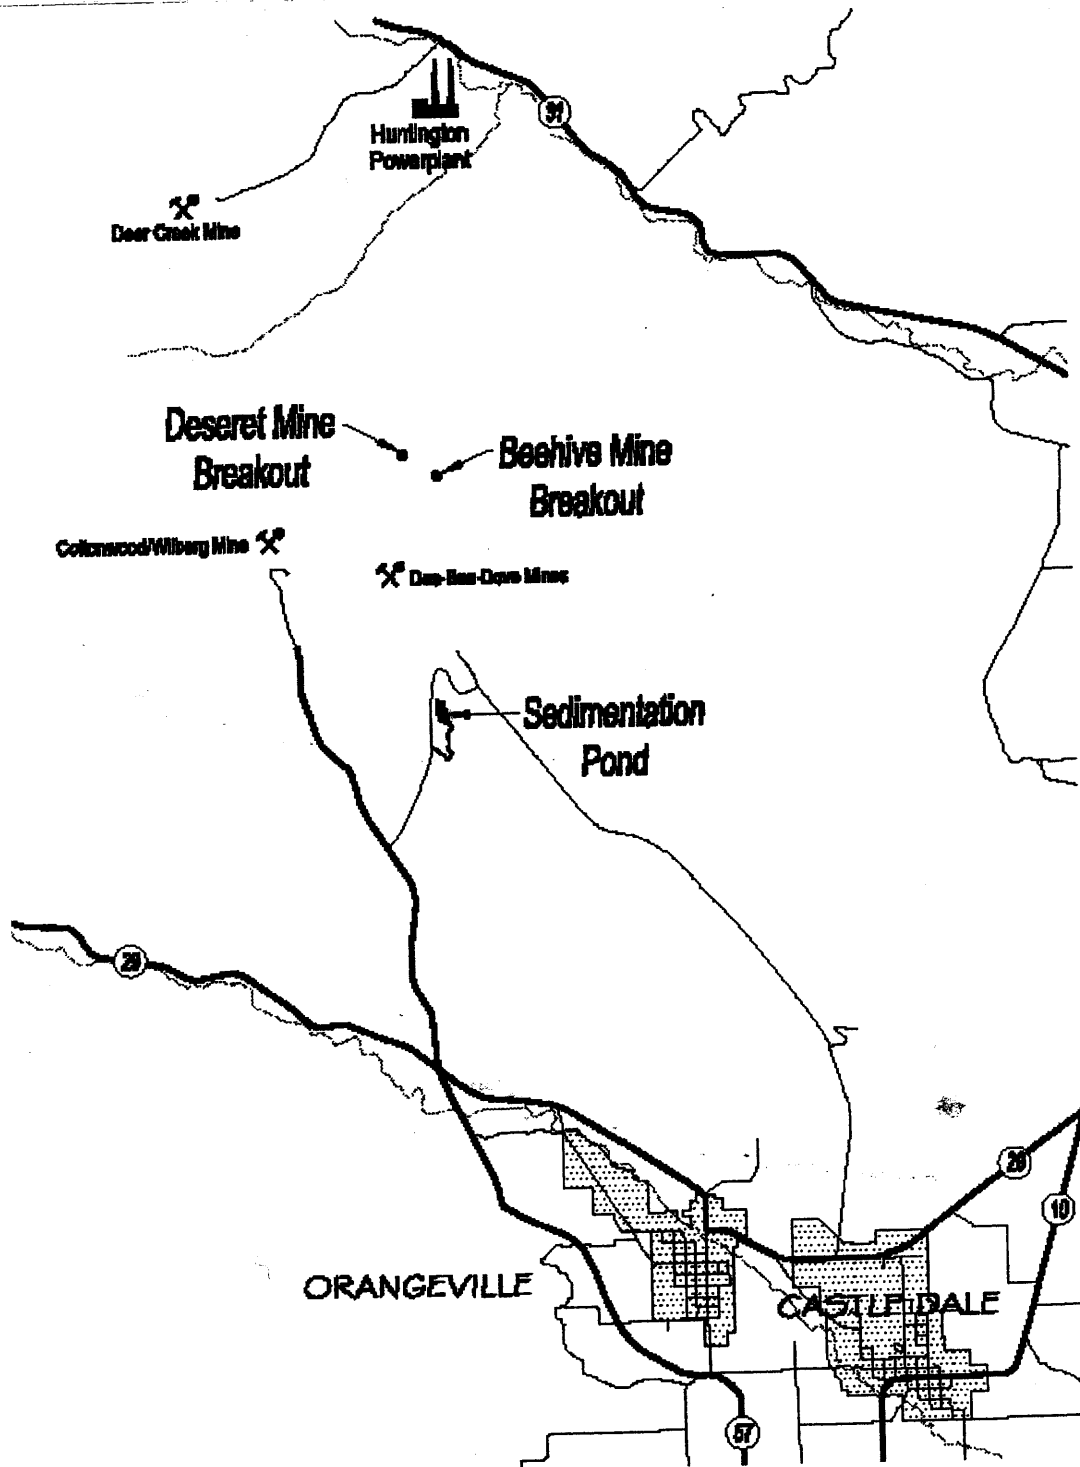 31
Huntington
Powerplant
Deer Creek Mine
Deseret Mine
Breakout
Beehive Mine
Breakout
Cottonwood/Wilberg Mine
Des-Bee-Dove Mines
Sedimentation
Pond
29
29
10
ORANGEVILLE
CASTLE DALE
57